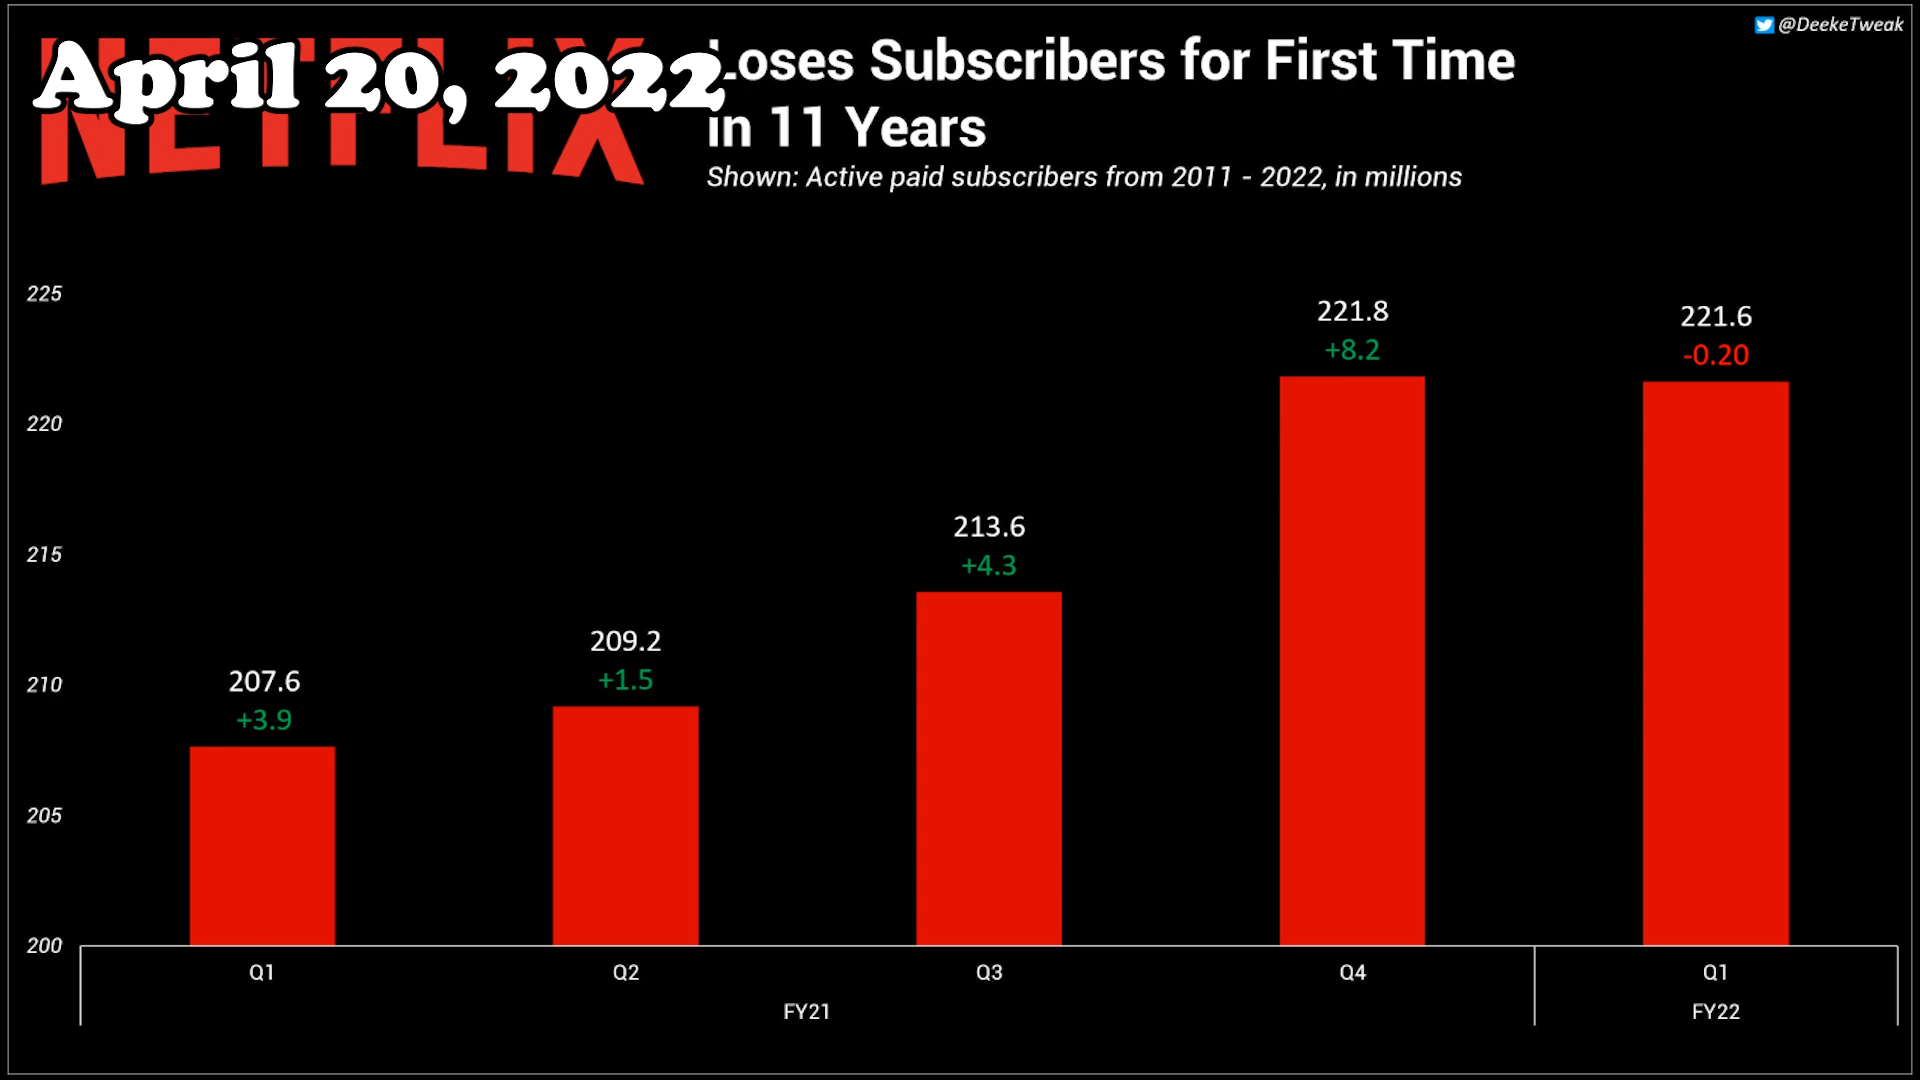 @DeekeTweak
NETFLIX
April 20, 2022
Loses Subscribers for First Time
in 11 Years
Shown: Active paid subscribers from 2011 - 2022, in millions
225
220
215
210
205
200
207.6
+3.9
209.2
+1.5
213.6
+4.3
221.8
+8.2
221.6
-0.20
Q1 Q2 Q3 Q4 Q1
FY21 FY22